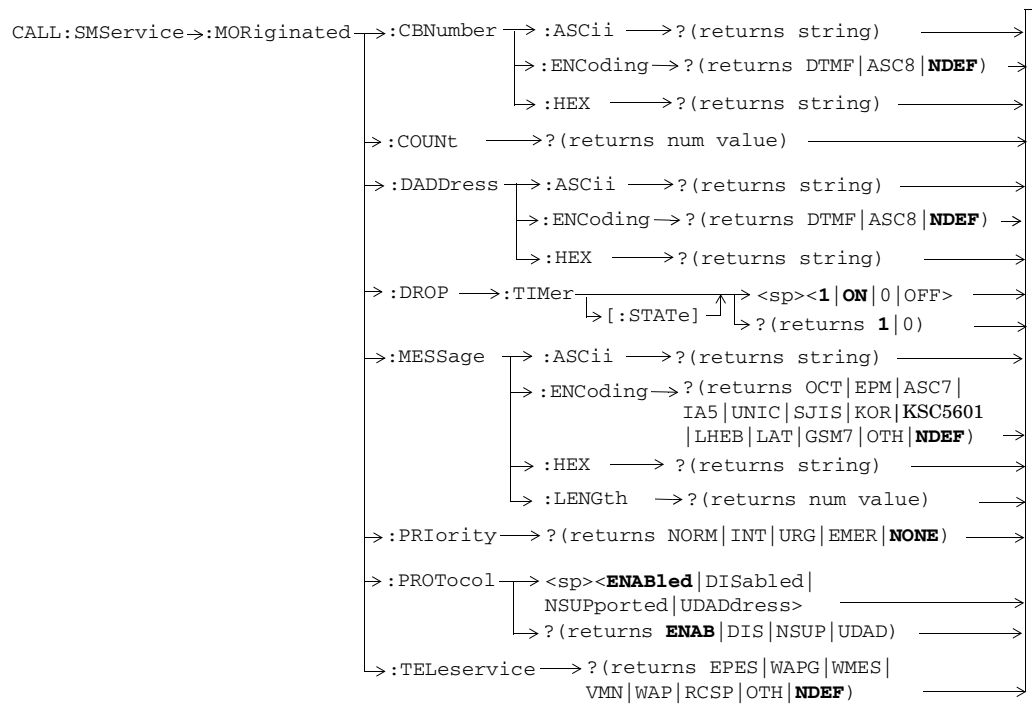 CALL:SMService :MORiginated :CBNumber :ASCii ?(returns string)
:ENCoding ?(returns DTMF|ASC8|NDEF)
:HEX ?(returns string)
:COUNt ?(returns num value)
:DADDress :ASCii ?(returns string)
:ENCoding ?(returns DTMF|ASC8|NDEF)
:HEX ?(returns string)
:DROP :TIMer <sp><1|ON|0|OFF>
[:STATe] ?(returns 1|0)
:MESSage :ASCii ?(returns string)
:ENCoding ?(returns OCT|EPM|ASC7|
IA5|UNIC|SJIS|KOR|KSC5601
|LHEB|LAT|GSM7|OTH|NDEF)
:HEX ?(returns string)
:LENGth ?(returns num value)
:PRIority ?(returns NORM|INT|URG|EMER|NONE)
:PROTocol <sp><ENABled|DISabled|
NSUPported|UDADdress>
?(returns ENAB|DIS|NSUP|UDAD)
:TELeservice ?(returns EPES|WAPG|WMES|
VMN|WAP|RCSP|OTH|NDEF)